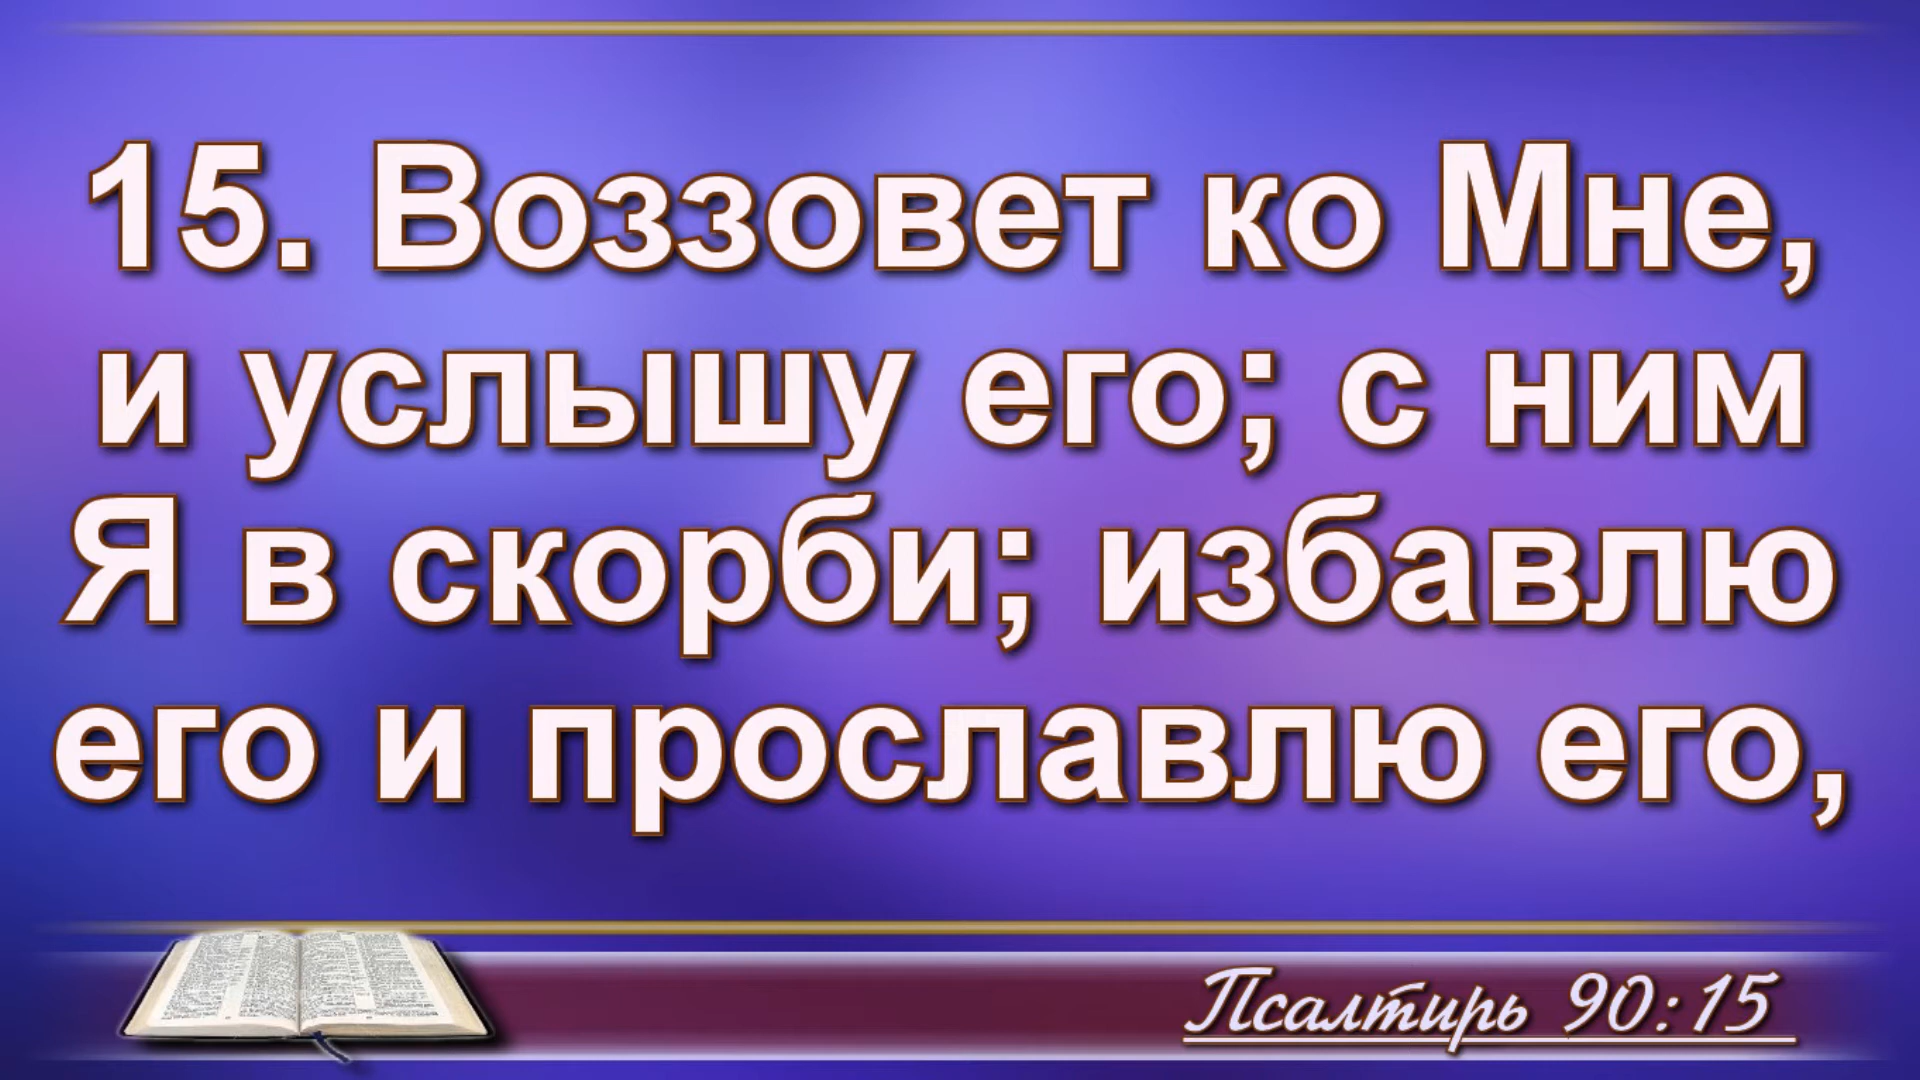 15. Воззовет ко Мне,
и услышу его; с ним
Я в скорби; избавлю
его и прославлю его,
Псалтирь 90:15